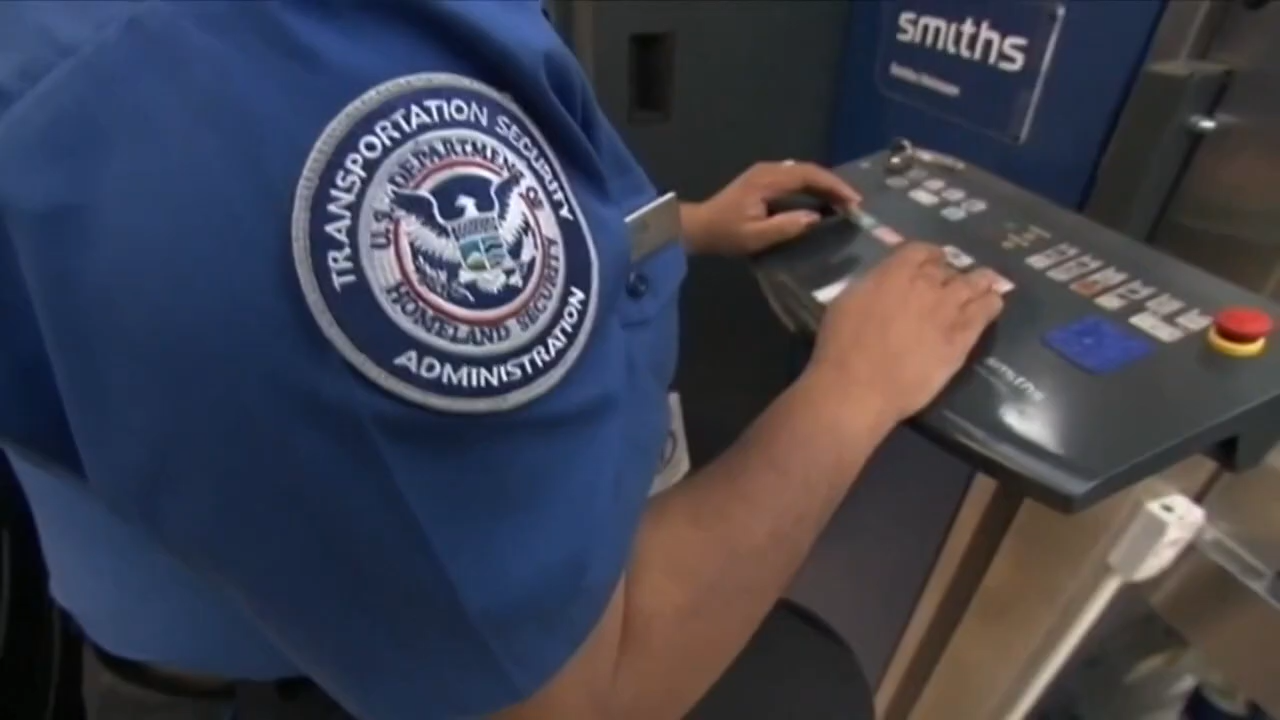 smiths
TRANSPORTATION SECURITY
U.S. DEPARTMENT OF
HOMELAND SECURITY
ADMINISTRATION